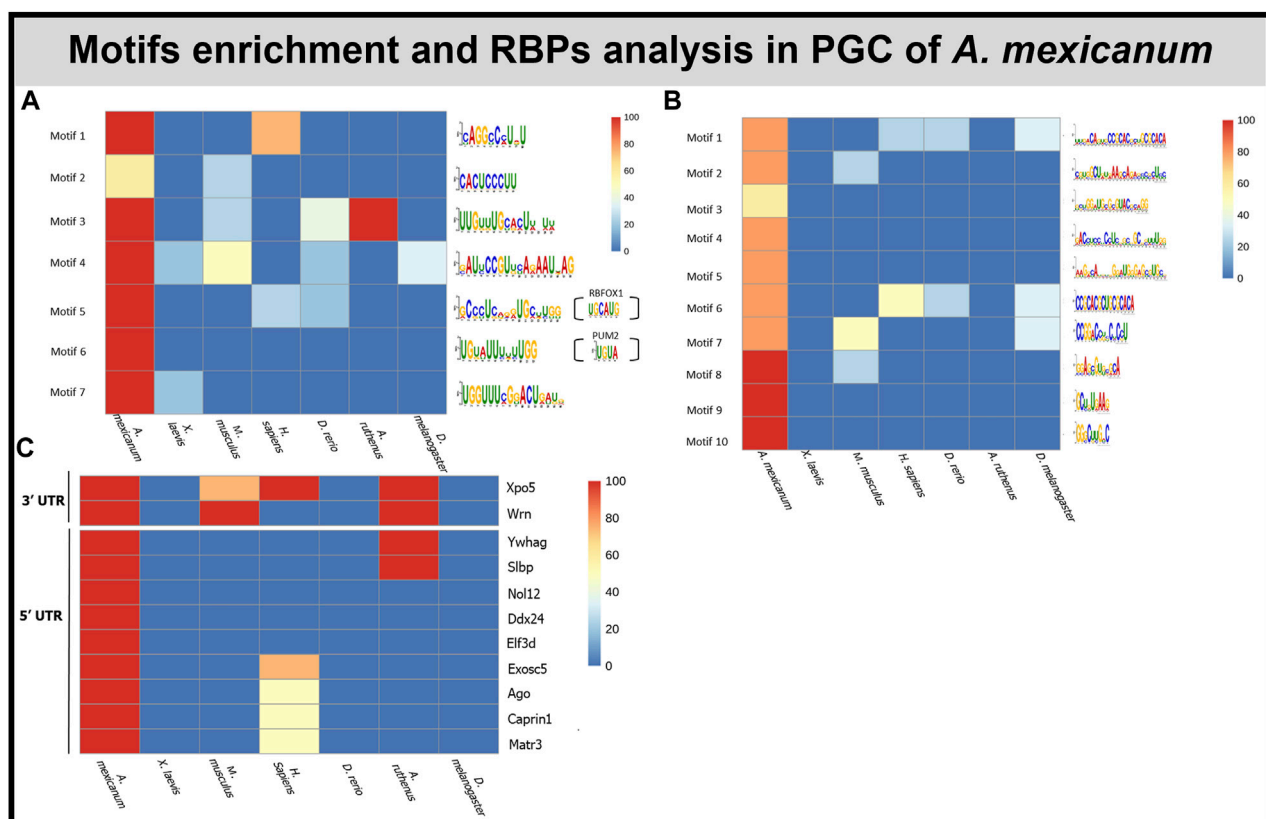 Motifs enrichment and RBPs analysis in PGC of A. mexicanum
A
Motif 1
Motif 2
Motif 3
Motif 4
Motif 5
Motif 6
Motif 7
A. mexicanum
X. laevis
M. musculus
H. sapiens
D. rerio
A. ruthenus
D. melanogaster
100
80
60
40
20
0
CACUCCCUU
RBFOX1
UGCAUG
PUM2
UGUA
B
Motif 1
Motif 2
Motif 3
Motif 4
Motif 5
Motif 6
Motif 7
Motif 8
Motif 9
Motif 10
A. mexicanum
X. laevis
M. musculus
H. sapiens
D. rerio
A. ruthenus
D. melanogaster
100
80
60
40
20
0
C
3' UTR
5' UTR
Xpo5
Wrn
Ywhag
Slbp
Nol12
Ddx24
Elf3d
Exosc5
Ago
Caprin1
Matr3
A. mexicanum
X. laevis
M. musculus
H. Sapiens
D. rerio
A. ruthenus
D. melanogaster
100
80
60
40
20
0